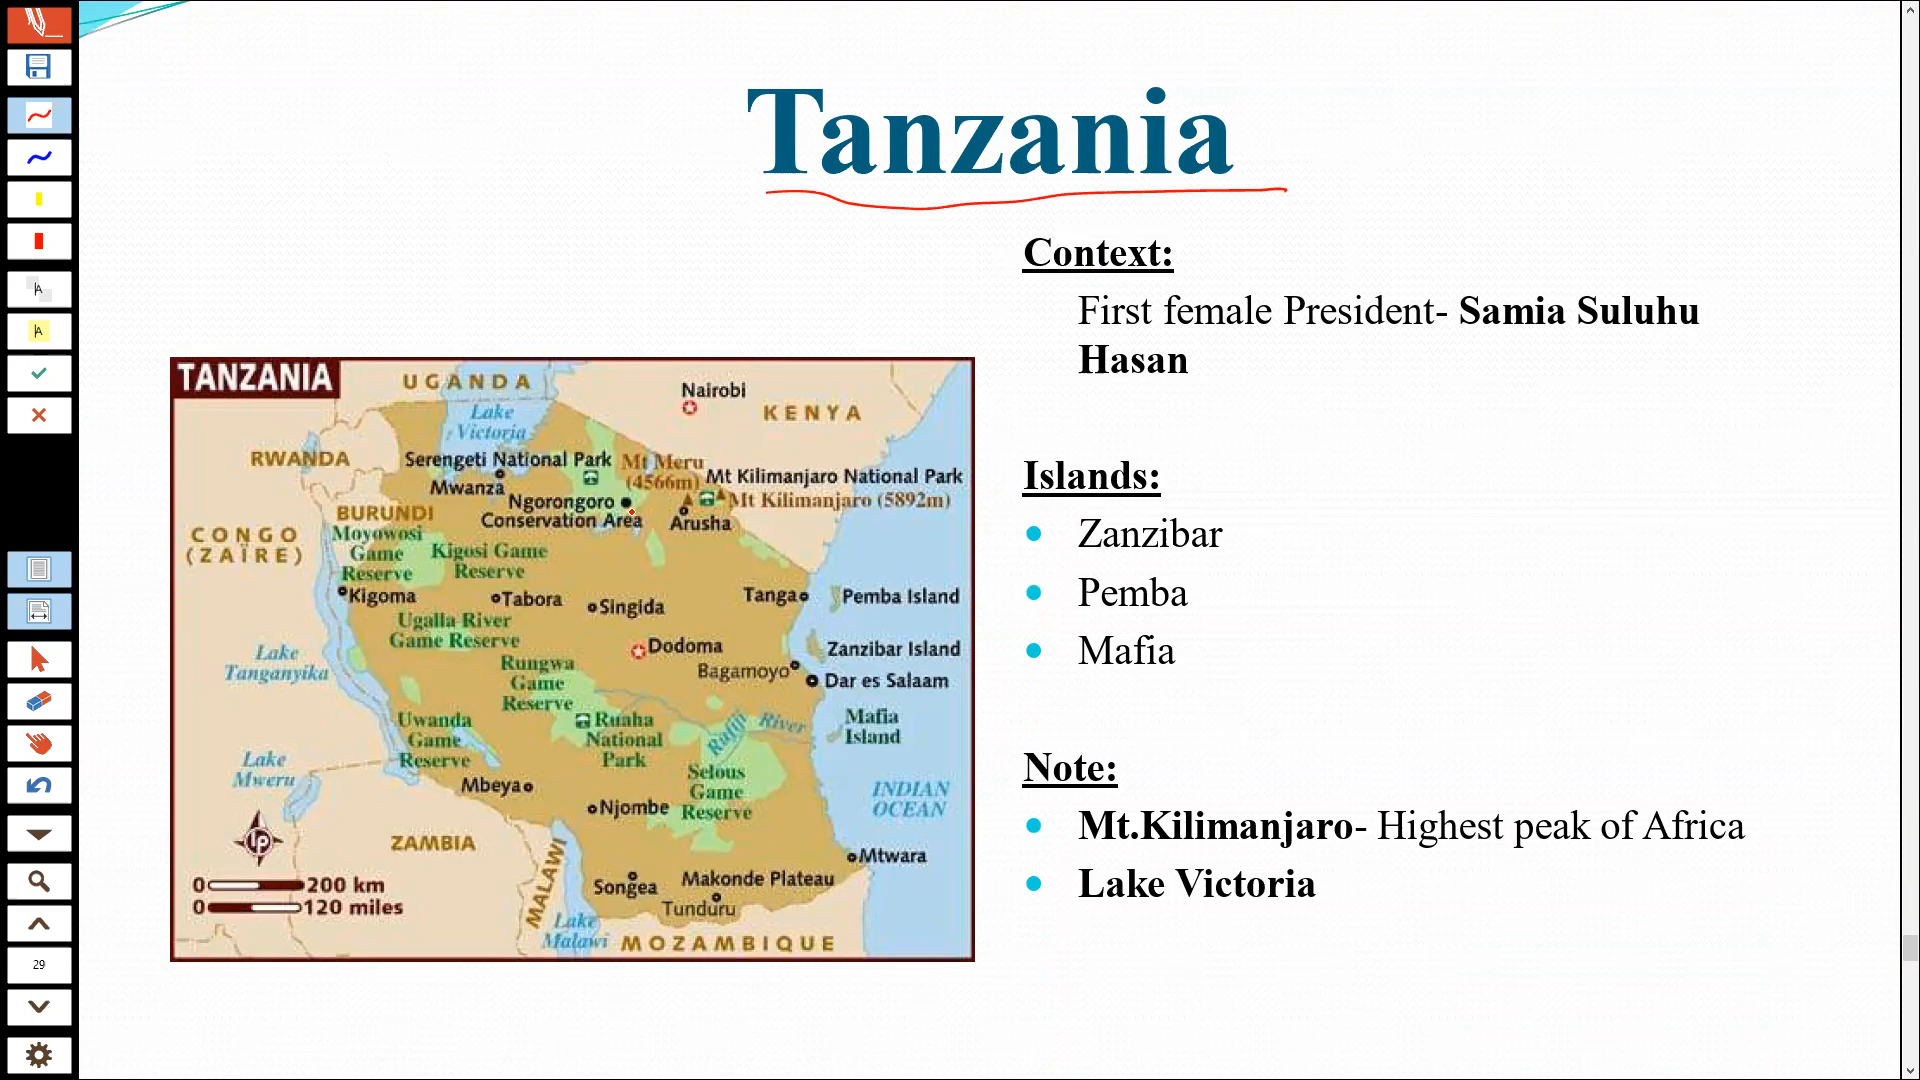 Tanzania
Context:
First female President- Samia Suluhu
Hasan
Islands:
Zanzibar
Pemba
Mafia
Note:
Mt.Kilimanjaro- Highest peak of Africa
Lake Victoria
TANZANIA
UGANDA
Nairobi
KENYA
Lake
Victoria
RWANDA
Serengeti National Park
Mt Meru
(4566m)
Mt Kilimanjaro National Park
Mwanza
Ngorongoro
Conservation Area
Mt Kilimanjaro (5892m)
Arusha
BURUNDI
CONGO
(ZAÏRE)
Moyowosi
Game
Reserve
Kigosi Game
Reserve
Kigoma
Tabora
Singida
Tanga
Pemba Island
Ugalla River
Game Reserve
Dodoma
Zanzibar Island
Lake
Tanganyika
Rungwa
Game
Reserve
Bagamoyo
Dar es Salaam
Uwanda
Game
Reserve
Ruaha
National
Park
Rufiji
River
Mafia
Island
Lake
Mweru
Mbeya
Selous
Game
Reserve
INDIAN
OCEAN
Njombe
ZAMBIA
MALAWI
Mtwara
lp
0 200 km
0 120 miles
Songea
Makonde Plateau
Tunduru
Lake
Malawi
MOZAMBIQUE
A
A
29